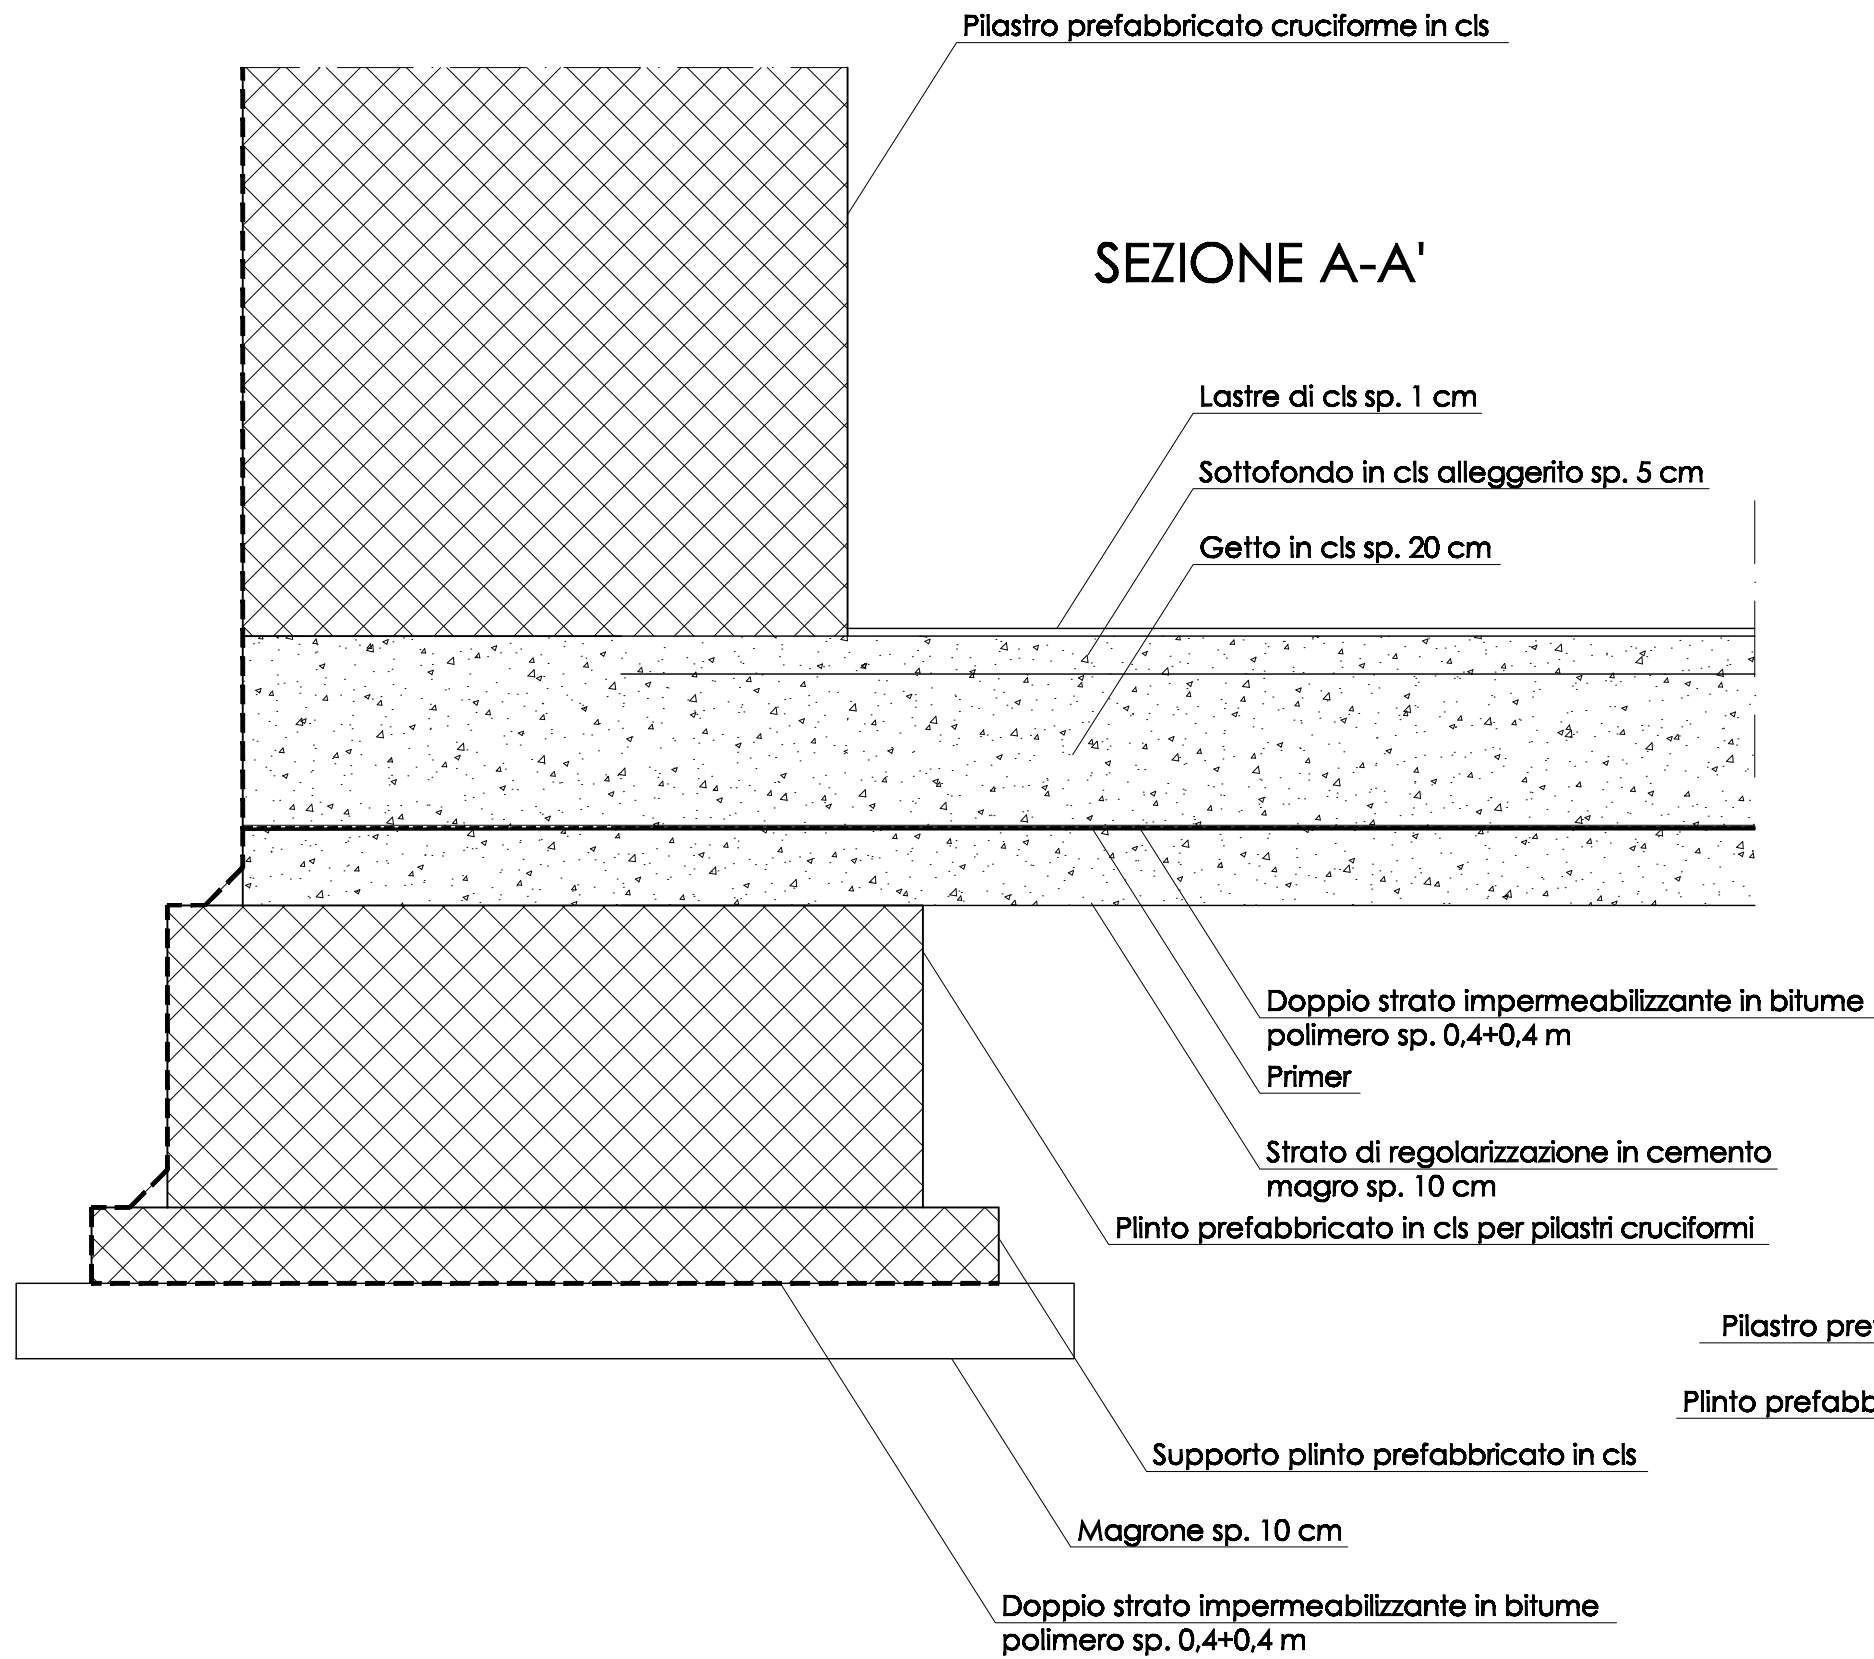 Pilastro prefabbricato cruciforme in cls
SEZIONE A-A'
Lastre di cls sp. 1 cm
Sottofondo in cls alleggerito sp. 5 cm
Getto in cls sp. 20 cm
Doppio strato impermeabilizzante in bitume
polimero sp. 0,4+0,4 m
Primer
Strato di regolarizzazione in cemento
magro sp. 10 cm
Plinto prefabbricato in cls per pilastri cruciformi
Pilastro pre
Plinto prefabb
Supporto plinto prefabbricato in cls
Magrone sp. 10 cm
Doppio strato impermeabilizzante in bitume
polimero sp. 0,4+0,4 m